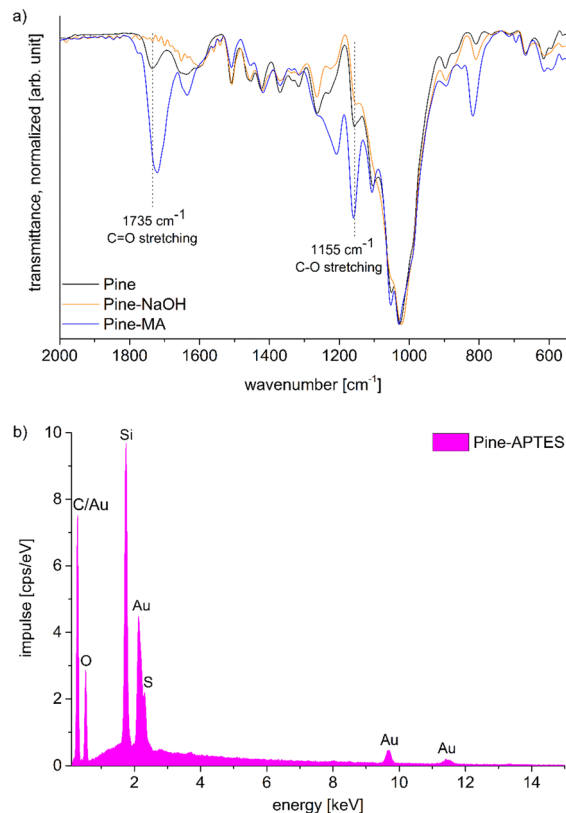 a)
transmittance, normalized [arb. unit]
1735 cm⁻¹
C=O stretching
1155 cm⁻¹
C-O stretching
Pine
Pine-NaOH
Pine-MA
2000 1800 1600 1400 1200 1000 800 600
wavenumber [cm⁻¹]
b)
Pine-APTES
impulse [cps/eV]
10
8
6
4
2
0
Si
C/Au
Au
O
S
Au
Au
2 4 6 8 10 12 14
energy [keV]